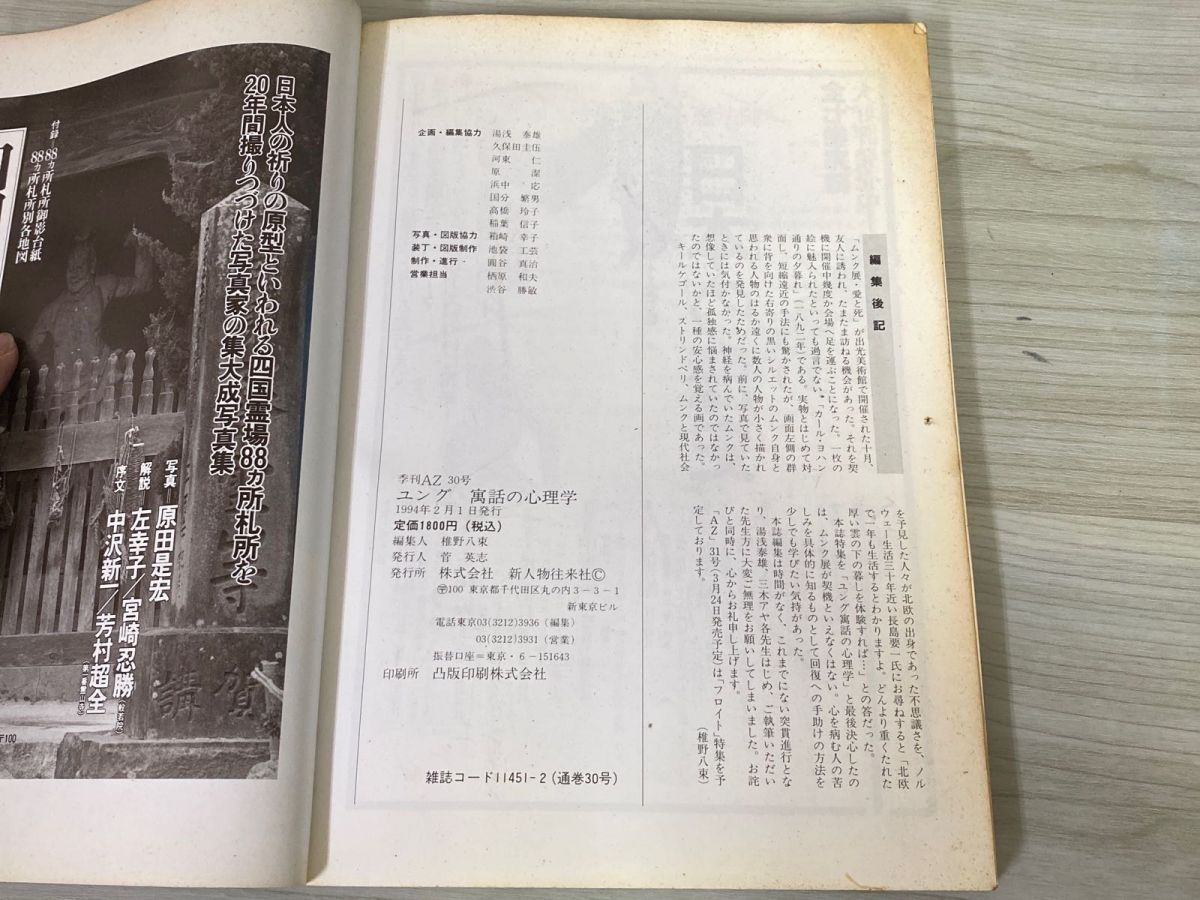 日本人の祈りの原型といわれる四国霊場88ヵ所札所を
20年間撮りつづけた写真家の集大成写真集
写真＝原田是宏
解説＝左幸子／宮崎忍勝
序文＝中沢新一／芳村超全
付録
88ヵ所札所御影台紙
88ヵ所札所別各地図
〒100
編集後記
「ムンク展・愛と死」が出光美術館で開催された十月、
友人に誘われ、たまたま訪ねる機会があった。それを契
機に開催中幾度か会場へ足を運ぶことになった。一枚の
絵に魅入られたといっても過言でない。「カール・ヨハン
通りの夕暮れ」（一八九二年）である。実物とはじめて対
面し、短縮遠近の手法にも驚かされたが、画面左側の群
衆に背を向けた右寄りの黒いシルエットのムンク自身と
思われる人物のはるか遠くに数人の人物が小さく描かれ
ているのを発見したためだった。前に、写真で見ていた
ときには気付かなかった。神経を病んでいたムンクは、
想像していたほど孤独感に悩まされていたのではなかっ
たのではないかと、一種の安心感を覚える画であった。
キールケゴール、ストリンドベリ、ムンクと現代社会
を予見した人々が北欧の出身であった不思議さを、ノル
ウェー生活三十年近い長島要一氏にお尋ねすると「北欧
で一年も生活するとわかりますよ。どんより重くたれた
厚い雲の下の暮しを体験すれば…」との答だった。
本誌特集を「ユング寓話の心理学」と最後決心したの
は、ムンク展が契機といえなくはない。心を病む人の苦
しみを具体的に知るものとして回復への手助けの方法を
少しでも学びたい気持があった。
本誌編集は時間がなく、これまでにない突貫進行とな
り、湯浅泰雄、三木アヤ各先生はじめ、ご執筆いただい
た先生方に大変ご無理をお願いしてしまいました。お詫
びと同時に、心からお礼申し上げます。
「AZ」31号（3月24日発売予定）は「フロイト」特集を予
定しております。
（椎野八束）
企画・編集協力 湯浅 泰雄
久保田圭伍
河東 仁
原 潔
浜中 応
国分 繁男
高橋 玲子
稲葉 信子
写真・図版協力 箱崎 幸子
装丁・図版制作 池袋 工芸
制作・進行 圓谷 真治
営業担当 栖原 和夫
渋谷 勝敏
季刊AZ 30号
ユング 寓話の心理学
1994年2月1日発行
定価1800円（税込）
編集人 椎野八束
発行人 菅 英志
発行所 株式会社 新人物往来社©
〒100 東京都千代田区丸の内3－3－1
新東京ビル
電話東京03(3212)3936（編集）
03(3212)3931（営業）
振替口座＝東京・6－151643
印刷所 凸版印刷株式会社
雑誌コード11451-2（通巻30号）